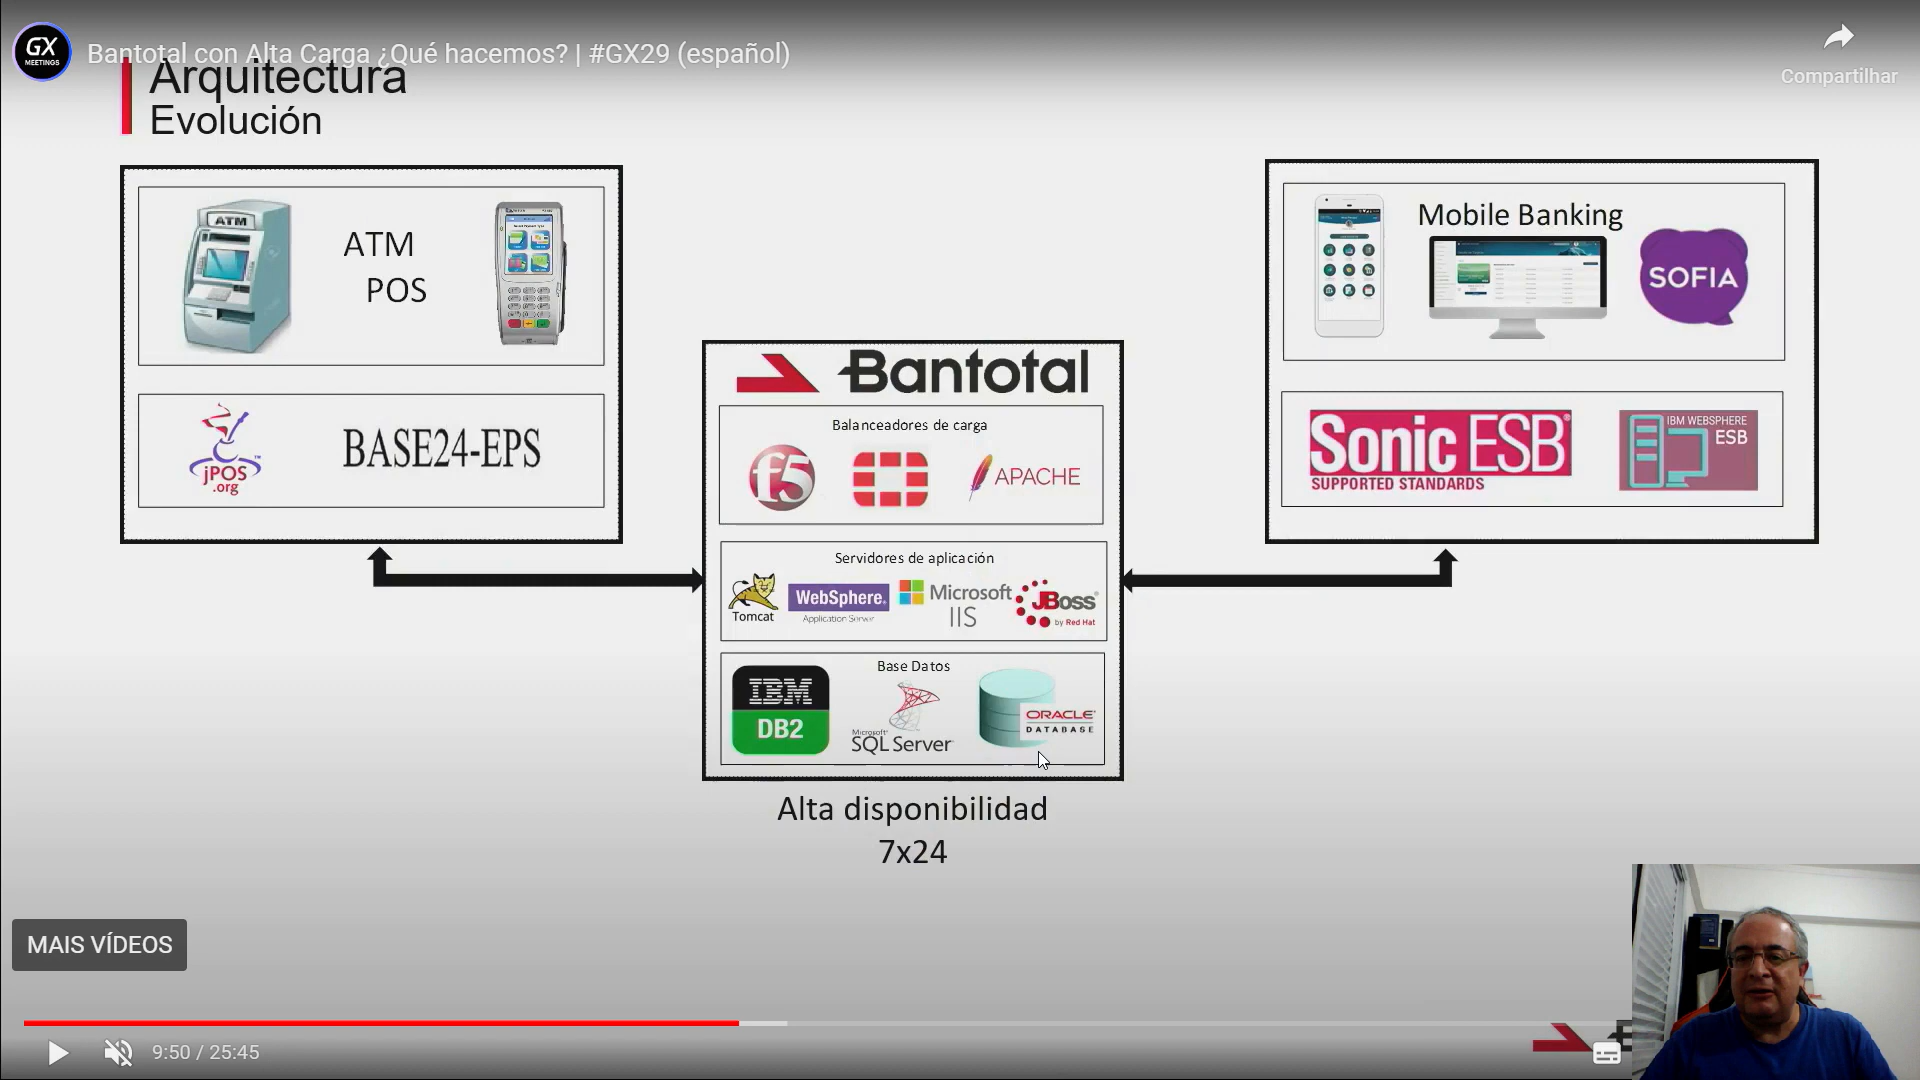 GX
MEETINGS
Bantotal con Alta Carga ¿Qué hacemos? | #GX29 (español)
Compartilhar
Arquitectura
Evolución
ATM
ATM
POS
jPOS
.org
™
BASE24-EPS
Bantotal
Balanceadores de carga
f5
APACHE
Servidores de aplicación
Tomcat
WebSphere®
Application Server
Microsoft
IIS
JBoss
by Red Hat
Base Datos
IBM
DB2
Microsoft®
SQL Server
ORACLE®
DATABASE
Alta disponibilidad
7x24
Mobile Banking
SOFIA
Sonic ESB®
SUPPORTED STANDARDS
IBM WEBSPHERE
ESB
MAIS VÍDEOS
9:50 / 25:45